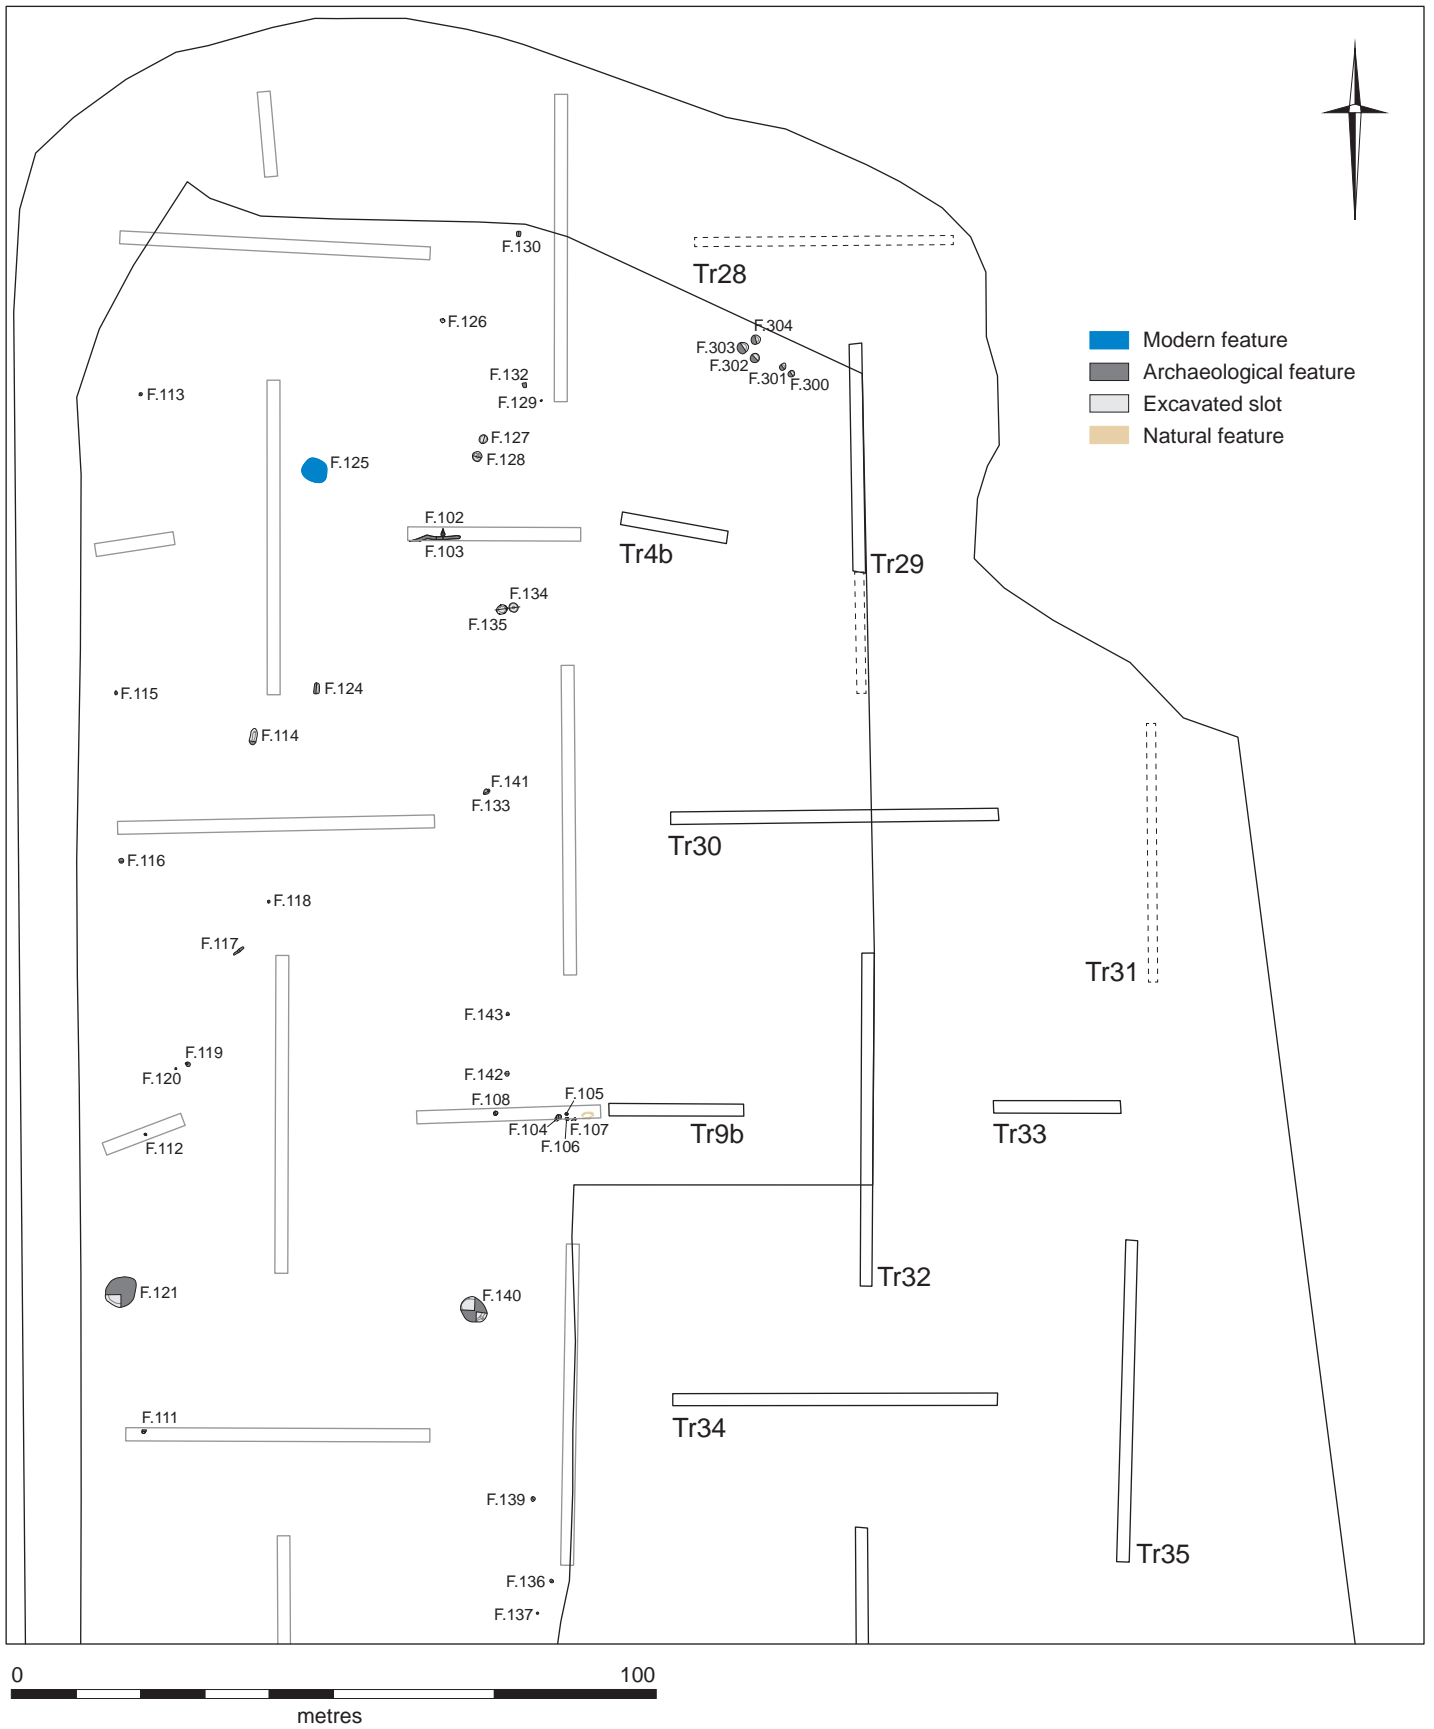 F.130
Tr28
F.126
F.304
F.303
F.302
F.301
F.300
Modern feature
Archaeological feature
Excavated slot
Natural feature
F.132
F.113
F.129
F.127
F.128
F.125
F.102
F.103
Tr4b
Tr29
F.134
F.135
F.115
F.124
F.114
F.141
F.133
Tr30
F.116
F.118
F.117
Tr31
F.143
F.119
F.120
F.142
F.105
F.108
F.104
F.107
F.106
Tr9b
Tr33
F.112
Tr32
F.121
F.140
F.111
Tr34
F.139
Tr35
F.136
F.137
0
100
metres